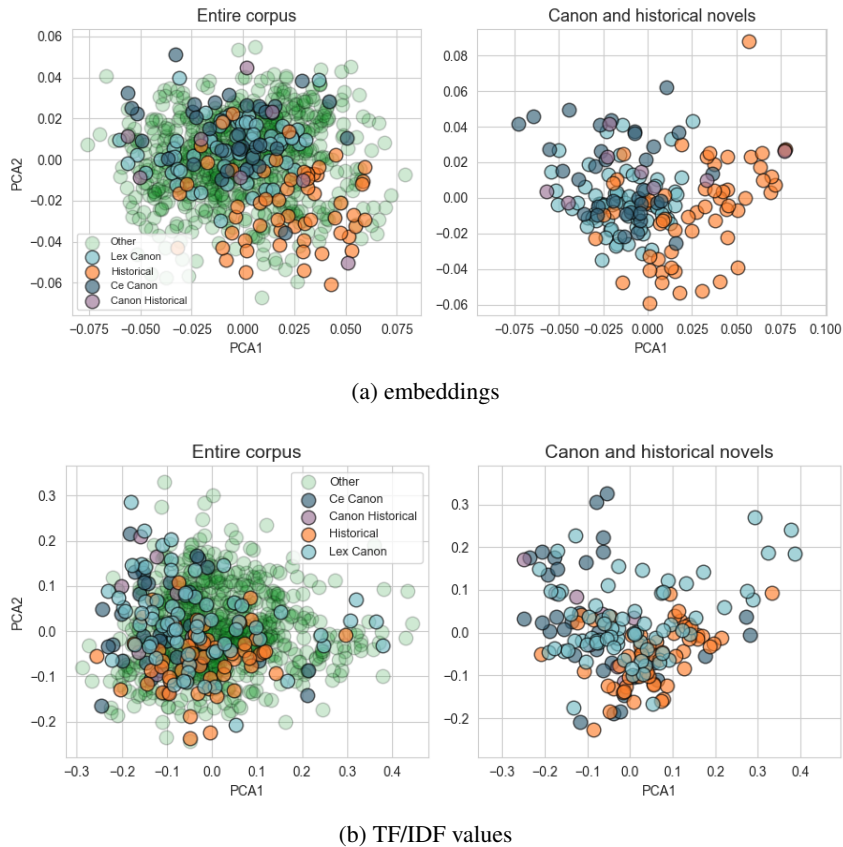 Entire corpus
Canon and historical novels
0.06
0.04
0.02
0.00
−0.02
−0.04
−0.06
PCA2
Other
Lex Canon
Historical
Ce Canon
Canon Historical
−0.075
−0.050
−0.025
0.000
0.025
0.050
0.075
PCA1
0.08
0.06
0.04
0.02
0.00
−0.02
−0.04
−0.06
−0.075
−0.050
−0.025
0.000
0.025
0.050
0.075
0.100
PCA1
(a) embeddings
Entire corpus
Canon and historical novels
0.3
0.2
0.1
0.0
−0.1
−0.2
PCA2
Other
Ce Canon
Canon Historical
Historical
Lex Canon
−0.3
−0.2
−0.1
0.0
0.1
0.2
0.3
0.4
PCA1
0.3
0.2
0.1
0.0
−0.1
−0.2
−0.3
−0.2
−0.1
0.0
0.1
0.2
0.3
0.4
PCA1
(b) TF/IDF values